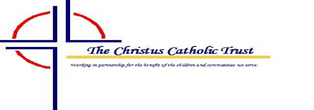 The Christus Catholic Trust
Working in partnership for the benefit of the children and communities we serve.